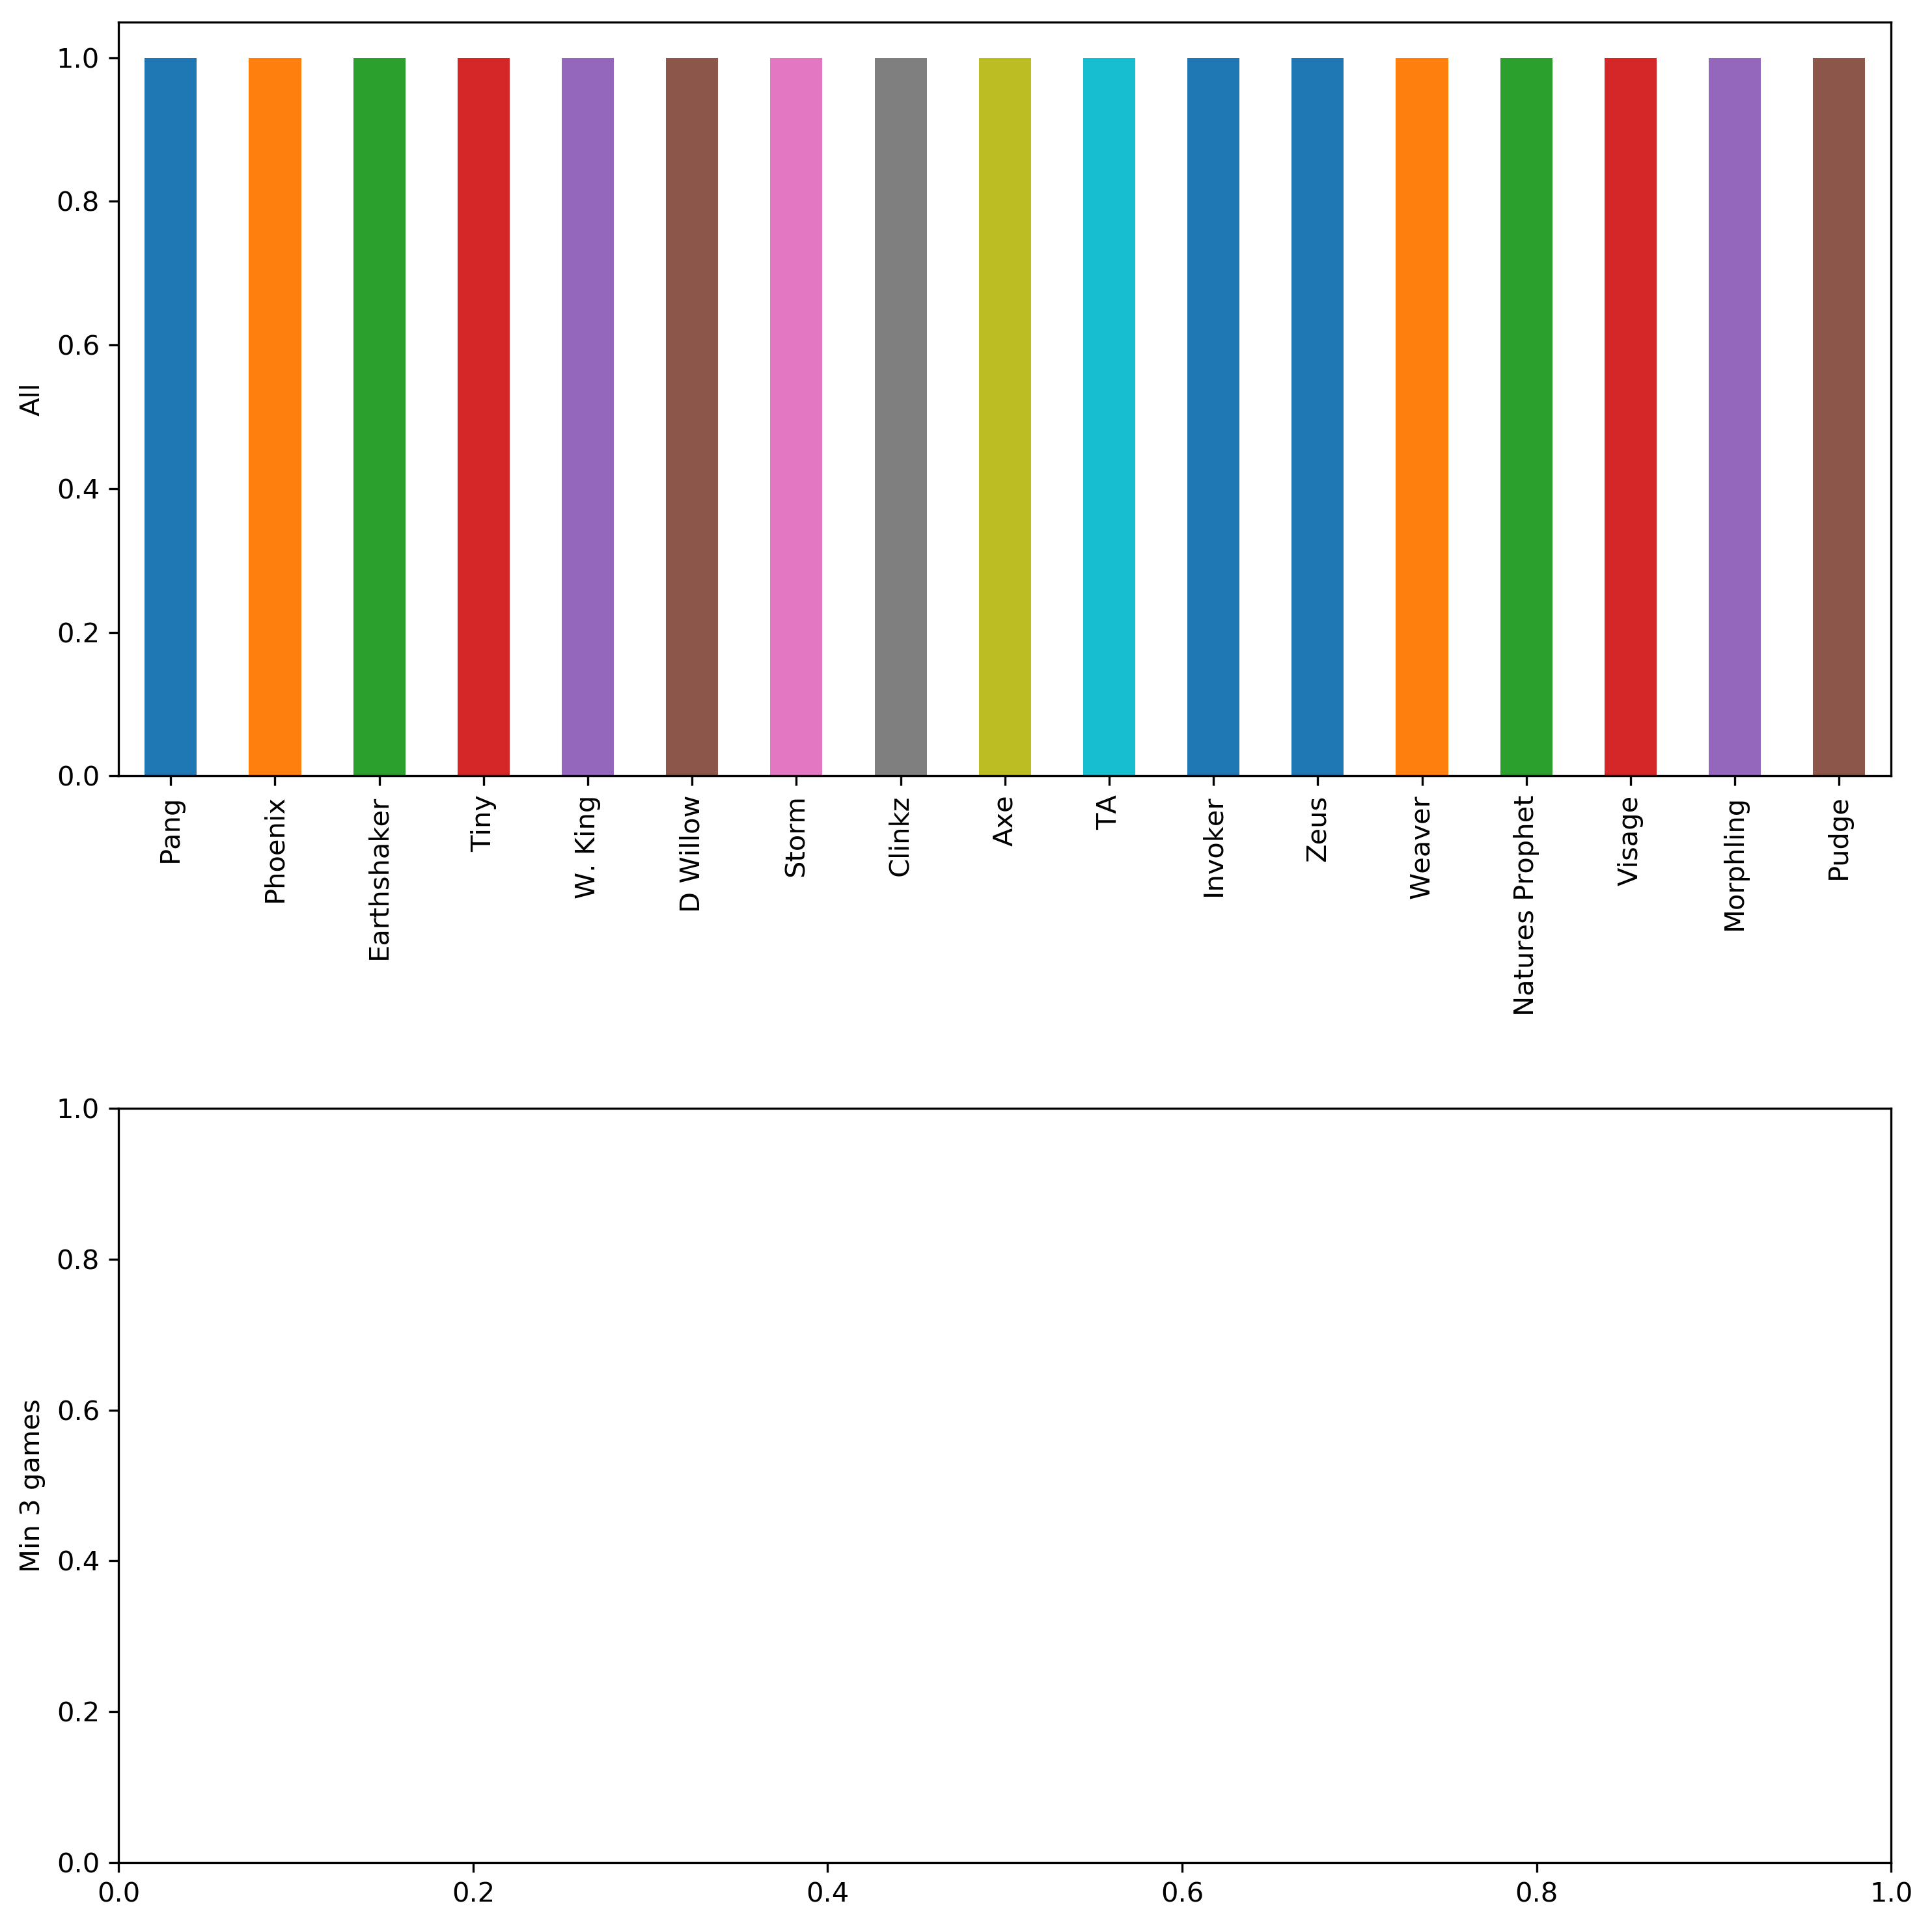 1.0
0.8
0.6
0.4
0.2
0.0
All
Pang
Phoenix
Earthshaker
Tiny
W. King
D Willow
Storm
Clinkz
Axe
TA
Invoker
Zeus
Weaver
Natures Prophet
Visage
Morphling
Pudge
1.0
0.8
0.6
0.4
0.2
0.0
Min 3 games
0.0
0.2
0.4
0.6
0.8
1.0